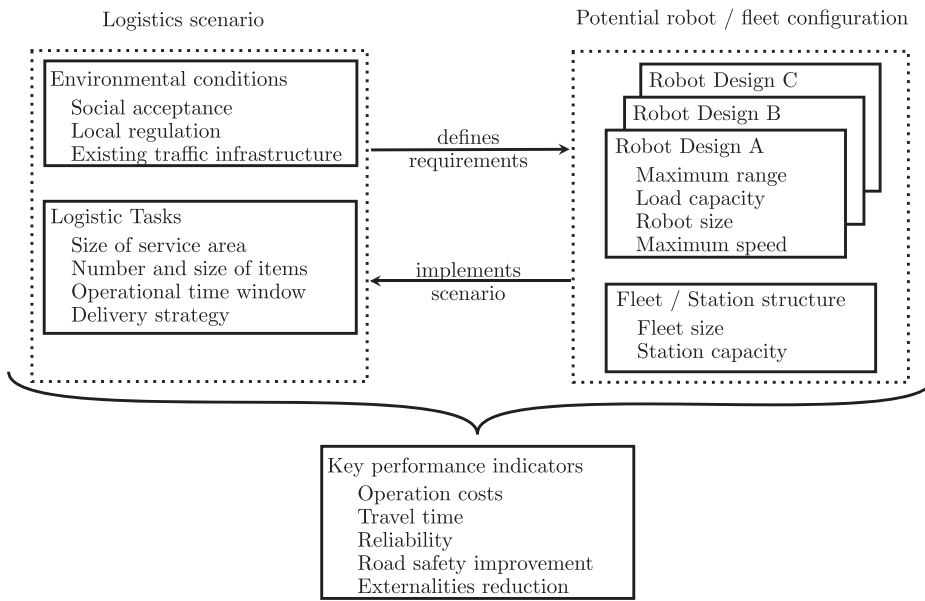 Logistics scenario
Environmental conditions
Social acceptance
Local regulation
Existing traffic infrastructure
Logistic Tasks
Size of service area
Number and size of items
Operational time window
Delivery strategy
defines
requirements
implements
scenario
Potential robot / fleet configuration
Robot Design C
Robot Design B
Robot Design A
Maximum range
Load capacity
Robot size
Maximum speed
Fleet / Station structure
Fleet size
Station capacity
Key performance indicators
Operation costs
Travel time
Reliability
Road safety improvement
Externalities reduction